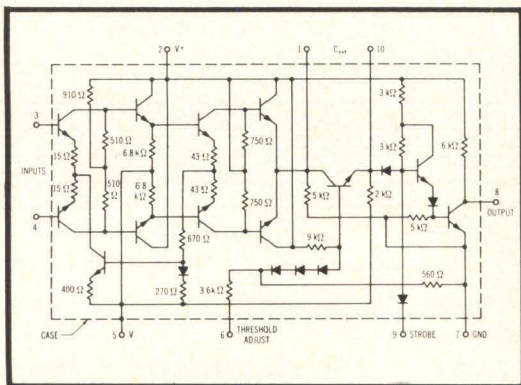 2 V+
1
Cext
10
910 Ω
3 kΩ
3
510 Ω
6.8 kΩ
43 Ω
750 Ω
3 kΩ
6 kΩ
15 Ω
INPUTS
15 Ω
510 Ω
6.8 kΩ
43 Ω
750 Ω
5 kΩ
2 kΩ
8
OUTPUT
5 kΩ
4
670 Ω
9 kΩ
400 Ω
270 Ω
3.6k Ω
560 Ω
CASE
5 V
6
THRESHOLD
ADJUST
9
STROBE
7
GND